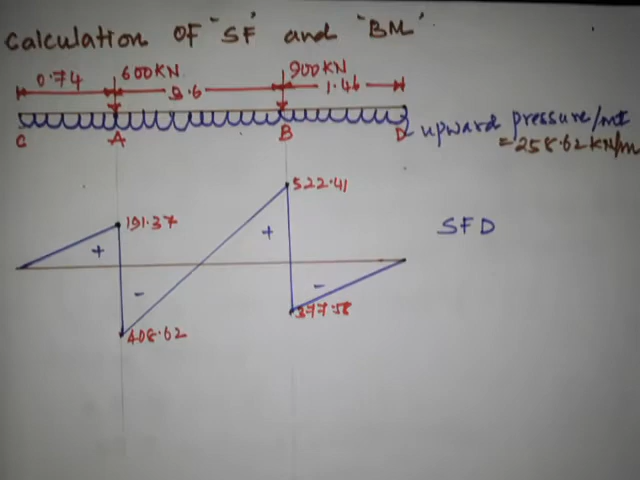 Calculation OF "SF" and "BM"
0.74 600KN 3.6 900KN 1.46
C A B D upward pressure/mt
= 258.62 KN/m
522.41
191.37
+ + SFD
- -
377.58
408.62